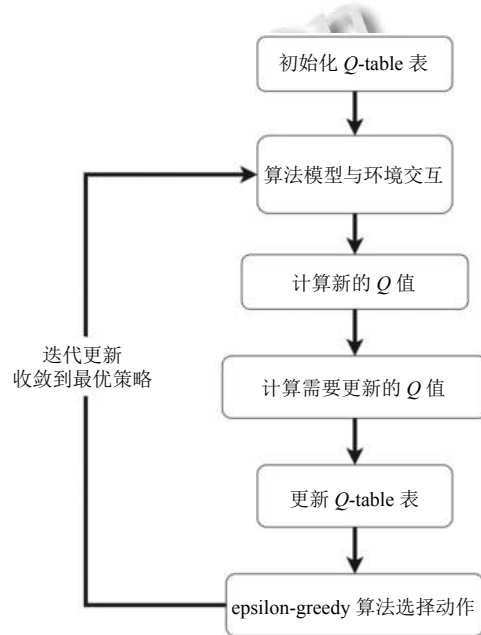 初始化 Q-table 表
算法模型与环境交互
计算新的 Q 值
迭代更新
收敛到最优策略
计算需要更新的 Q 值
更新 Q-table 表
epsilon-greedy 算法选择动作